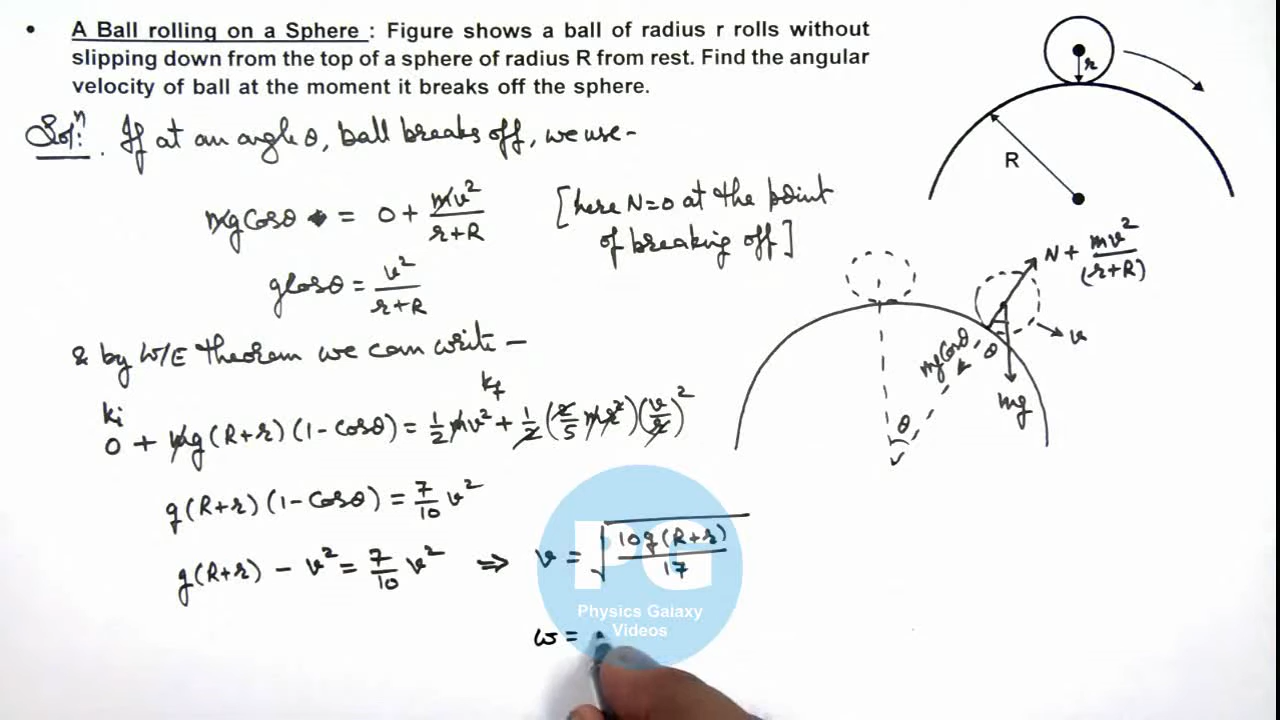 • A Ball rolling on a Sphere : Figure shows a ball of radius r rolls without
slipping down from the top of a sphere of radius R from rest. Find the angular
velocity of ball at the moment it breaks off the sphere.
r
R
Solⁿ: . If at an angle θ, ball breaks off, we use -
mg cosθ = 0 + mv²/(r+R) [here N=0 at the point
of breaking off]
g cosθ = v²/(r+R)
N + mv²/(r+R)
v
mg cosθ
θ
mg
θ
& by W/E theorem we can write -
ki kf
0 + mg(R+r)(1-cosθ) = 1/2 mv² + 1/2 (2/5 mr²)(v/r)²
g(R+r)(1-cosθ) = 7/10 v²
g(R+r) - v² = 7/10 v² ⇒ v = √(10g(R+r)/17)
PG
Physics Galaxy
Videos
ω =